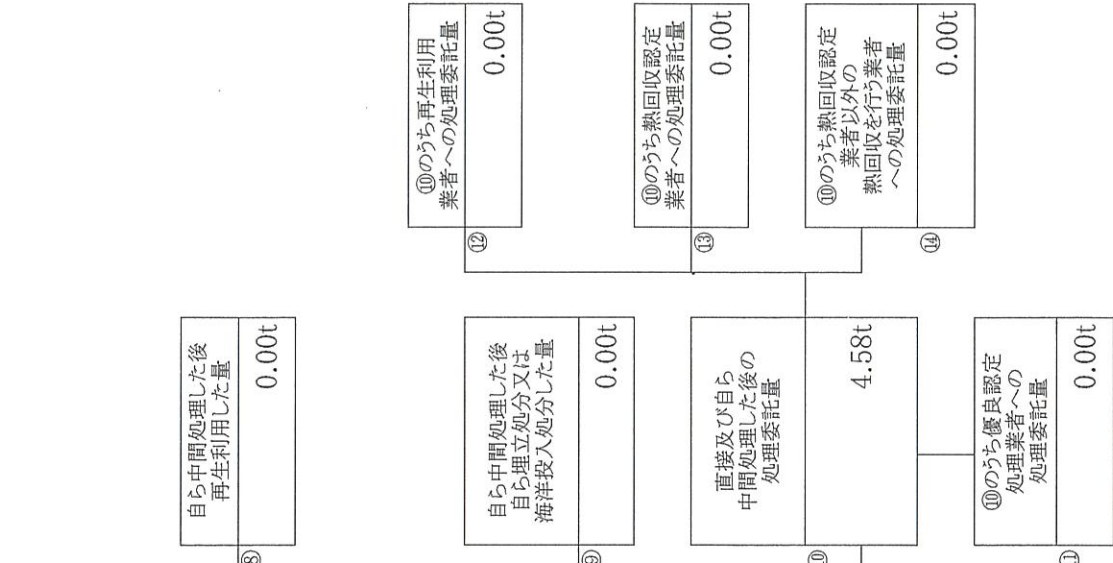 自ら中間処理した後
再生利用した量
⑧
0.00t
自ら中間処理した後
自ら埋立処分又は
海洋投入処分した量
⑨
0.00t
直接及び自ら
中間処理した後の
処理委託量
⑩
4.58t
⑩のうち優良認定
処理業者への
処理委託量
⑪
0.00t
⑩のうち再生利用
業者への処理委託量
⑫
0.00t
⑩のうち熱回収認定
業者への処理委託量
⑬
0.00t
⑩のうち熱回収認定
業者以外の
熱回収を行う業者
への処理委託量
⑭
0.00t